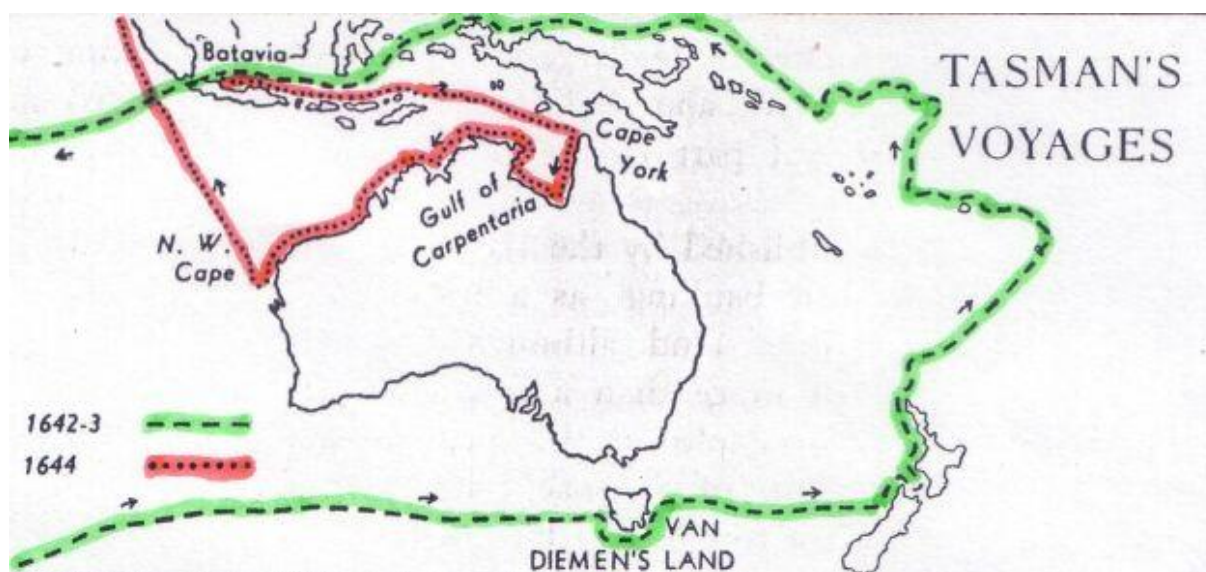 TASMAN'S
VOYAGES
Batavia
Cape
York
Gulf of
Carpentaria
N. W.
Cape
1642-3
1644
VAN
DIEMEN'S LAND